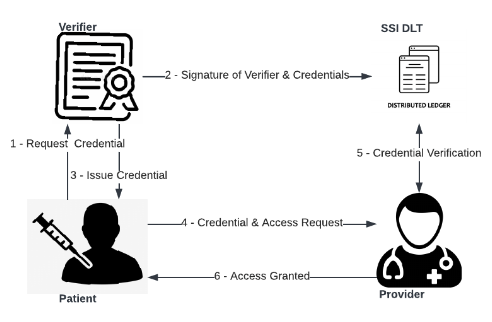 Verifier
SSI DLT
2 - Signature of Verifier & Credentials
DISTRIBUTED LEDGER
1 - Request Credential
5 - Credential Verification
3 - Issue Credential
4 - Credential & Access Request
6 - Access Granted
Patient
Provider